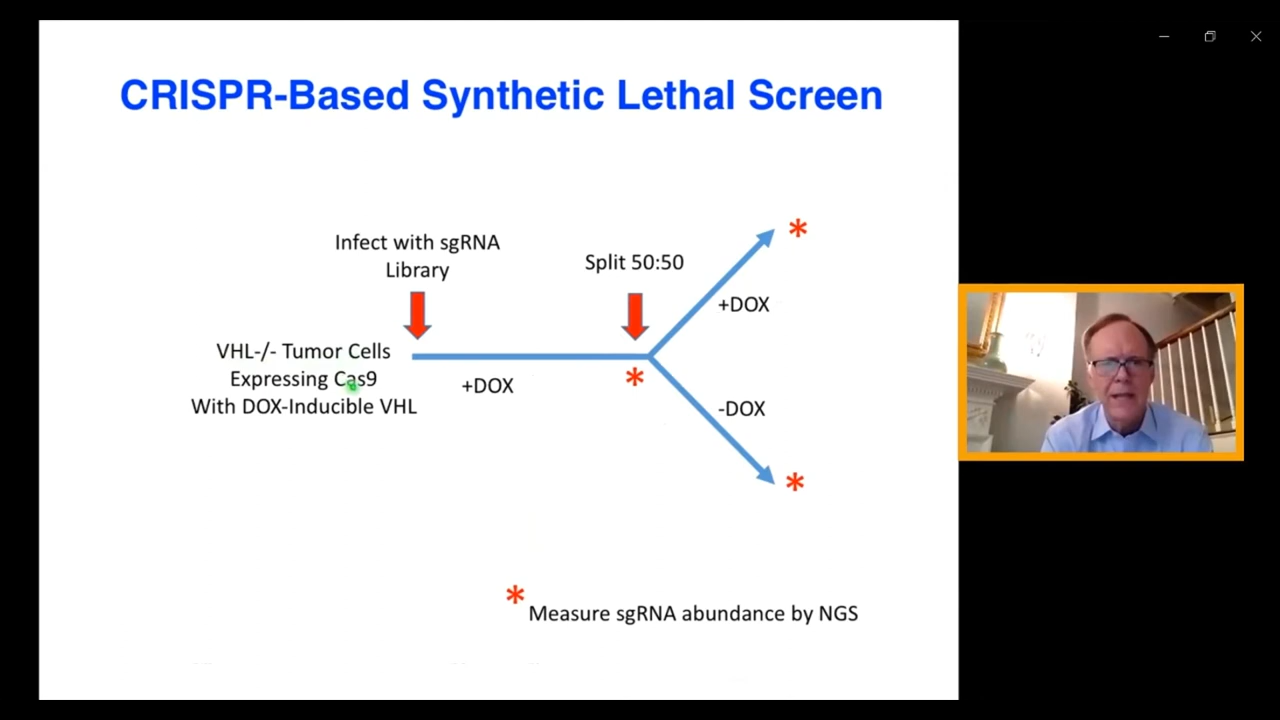 CRISPR-Based Synthetic Lethal Screen
Infect with sgRNA
Library
Split 50:50
+DOX
VHL-/- Tumor Cells
Expressing Cas9
With DOX-Inducible VHL
+DOX
*
-DOX
*
*
* Measure sgRNA abundance by NGS